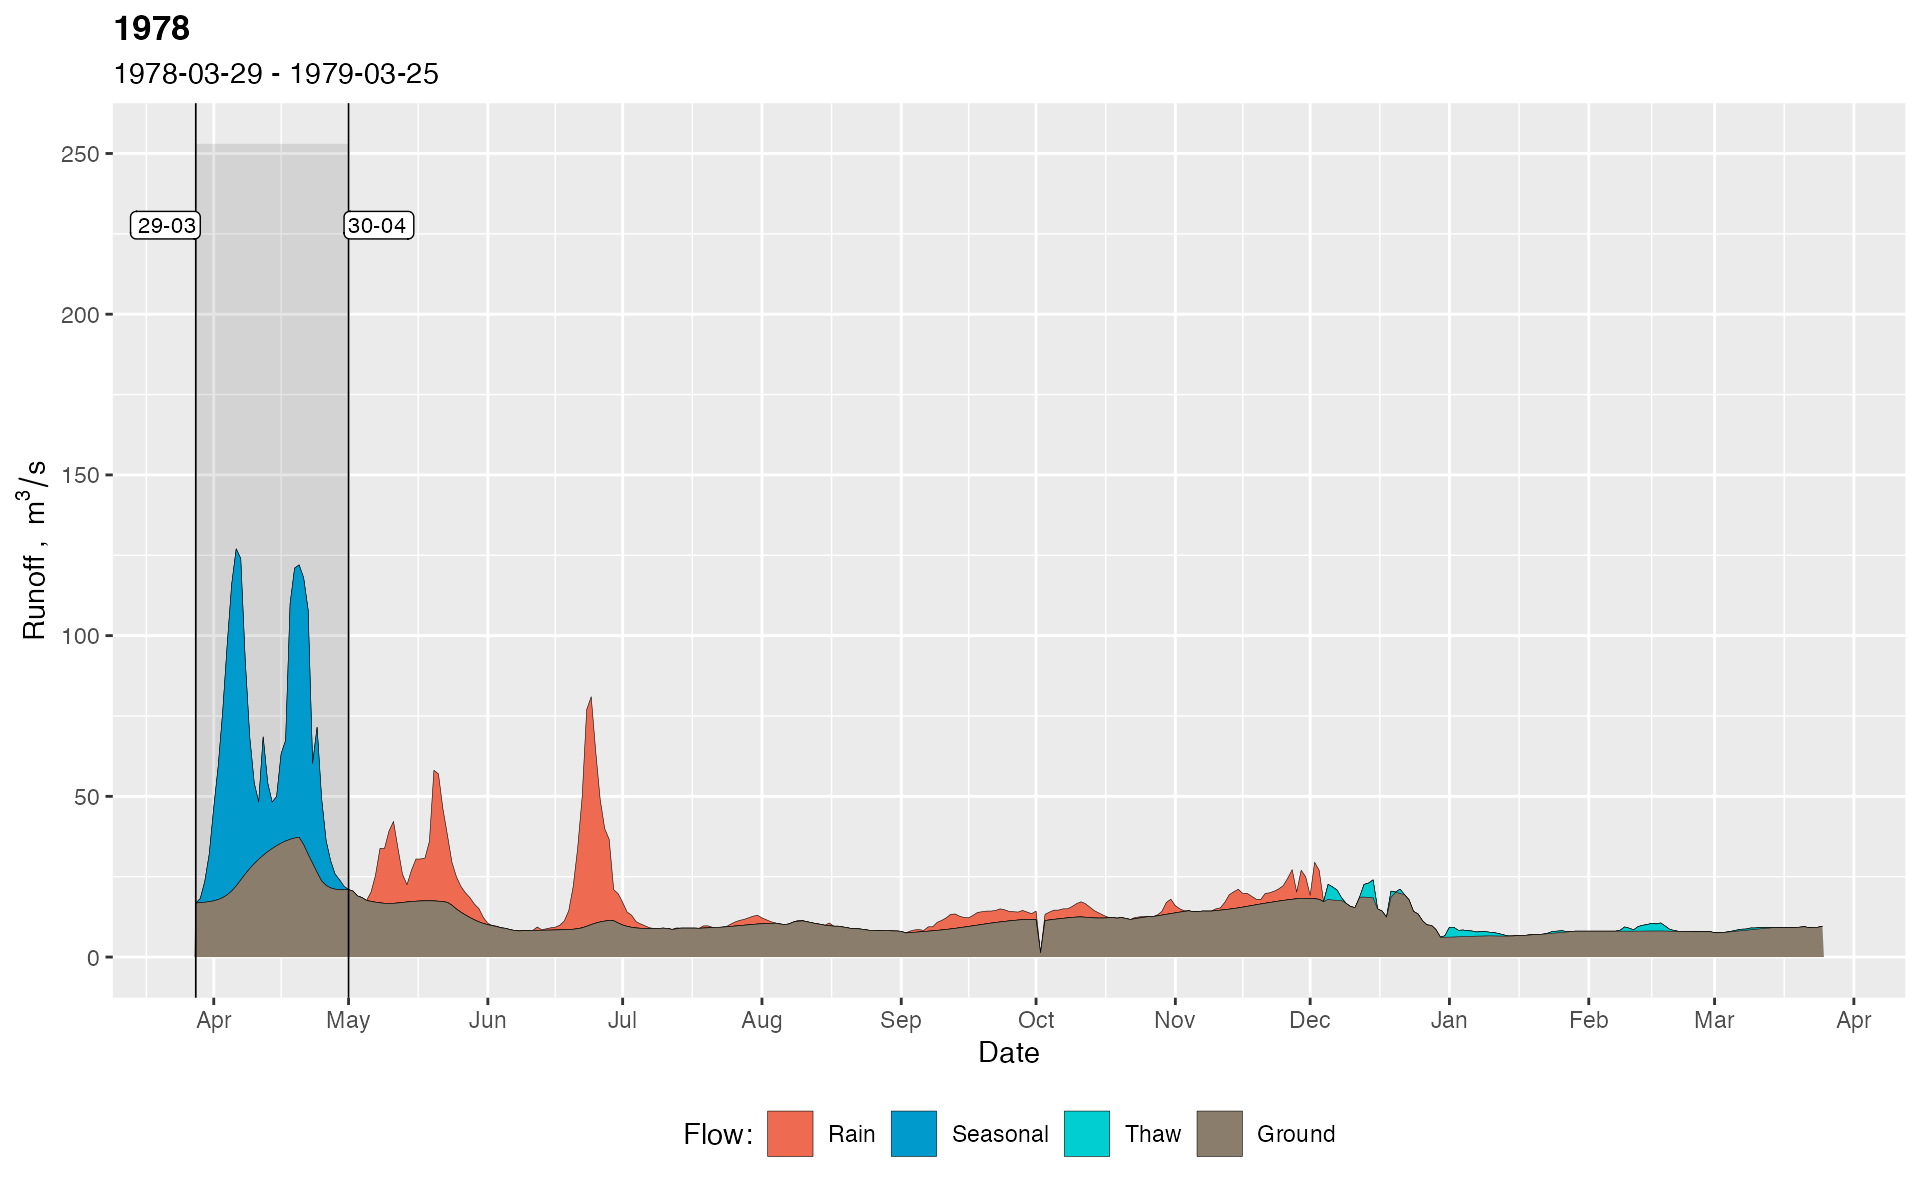 1978
1978-03-29 - 1979-03-25
250
200
150
100
50
0
Runoff , m³/s
29-03
30-04
Apr May Jun Jul Aug Sep Oct Nov Dec Jan Feb Mar Apr
Date
Flow: Rain Seasonal Thaw Ground